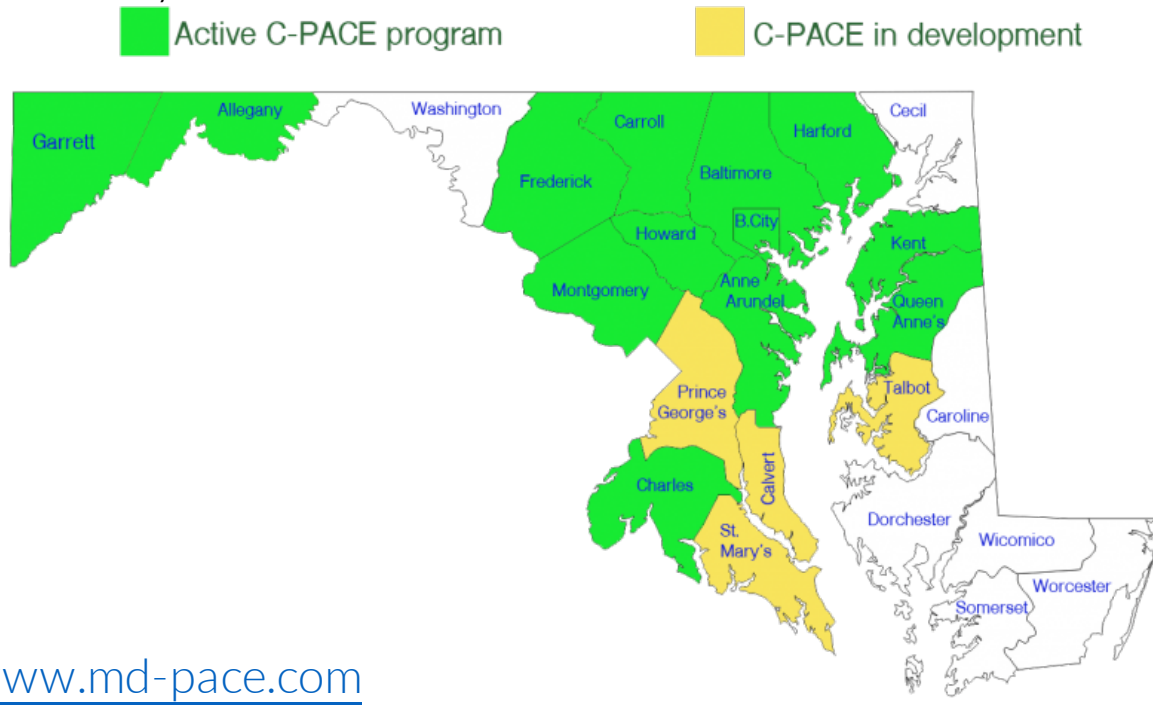 Active C-PACE program
C-PACE in development
Washington
Cecil
Allegany
Garrett
Carroll
Harford
Frederick
Baltimore
B.City
Howard
Kent
Montgomery
Anne
Arundel
Queen
Anne's
Prince
George's
Talbot
Caroline
Charles
Calvert
St.
Mary's
Dorchester
Wicomico
Worcester
Somerset
ww.md-pace.com